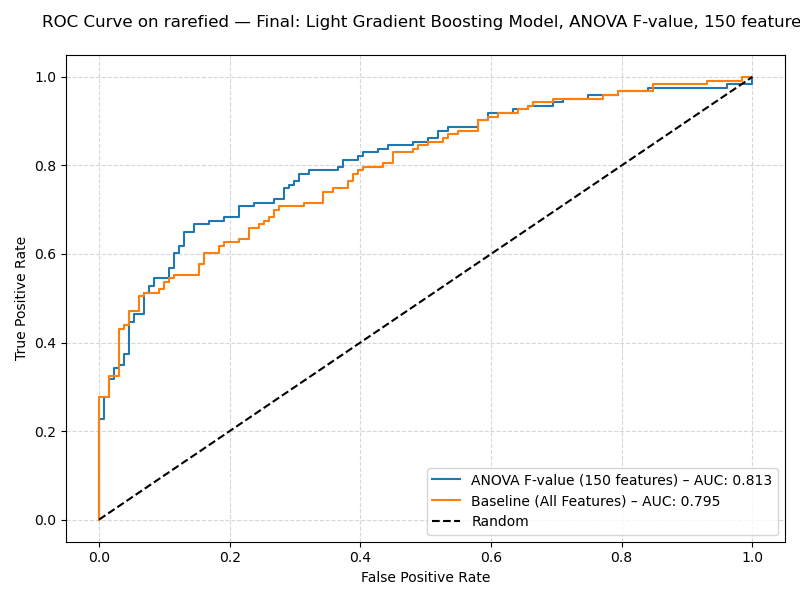 ROC Curve on rarefied — Final: Light Gradient Boosting Model, ANOVA F-value, 150 feature
1.0
0.8
0.6
0.4
0.2
0.0
True Positive Rate
ANOVA F-value (150 features) – AUC: 0.813
Baseline (All Features) – AUC: 0.795
Random
0.0 0.2 0.4 0.6 0.8 1.0
False Positive Rate